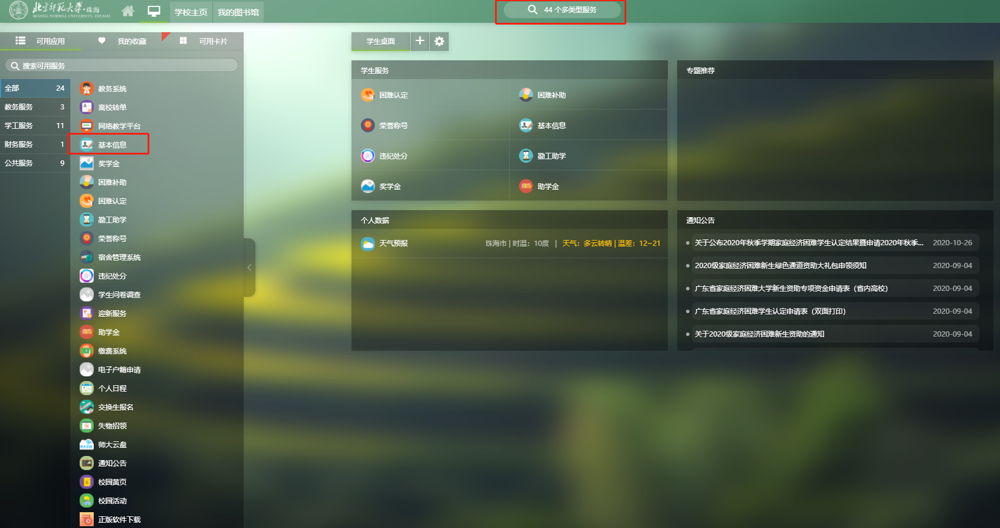 北京师范大学·珠海
BEIJING NORMAL UNIVERSITY, ZHUHAI
学校主页
我的图书馆
44 个多类型服务
可用应用
我的收藏
可用卡片
搜索可用服务
全部 24
教务服务 3
学工服务 11
财务服务 1
公共服务 9
教务系统
离校转单
网络教学平台
基本信息
奖学金
困难补助
困难认定
勤工助学
荣誉称号
宿舍管理系统
违纪处分
学生问卷调查
迎新服务
助学金
缴费系统
电子户籍申请
个人日程
交换生报名
失物招领
师大云盘
通知公告
校园黄页
校园活动
正版软件下载
学生桌面
学生服务
困难认定
困难补助
荣誉称号
基本信息
违纪处分
勤工助学
奖学金
助学金
专题推荐
个人数据
天气预报 珠海市 | 时温：10度 | 天气：多云转晴 | 温差：12~21
通知公告
关于公布2020年秋季学期家庭经济困难学生认定结果暨申请2020年秋季... 2020-10-26
2020级家庭经济困难新生绿色通道资助大礼包申领须知 2020-09-04
广东省家庭经济困难大学新生资助专项资金申请表（省内高校） 2020-09-04
广东省家庭经济困难学生认定申请表（双面打印） 2020-09-04
关于2020级家庭经济困难新生资助的通知 2020-09-04